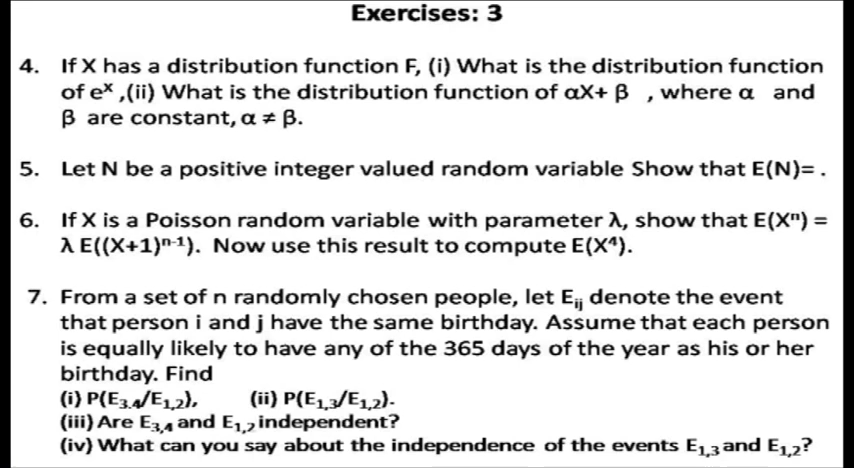 Exercises: 3
4. If X has a distribution function F, (i) What is the distribution function
of eˣ ,(ii) What is the distribution function of αX+ β , where α and
β are constant, α ≠ β.
5. Let N be a positive integer valued random variable Show that E(N)= .
6. If X is a Poisson random variable with parameter λ, show that E(Xⁿ) =
λ E((X+1)ⁿ⁻¹). Now use this result to compute E(X⁴).
7. From a set of n randomly chosen people, let Eᵢⱼ denote the event
that person i and j have the same birthday. Assume that each person
is equally likely to have any of the 365 days of the year as his or her
birthday. Find
(i) P(E₃.₄/E₁,₂), (ii) P(E₁,₃/E₁,₂).
(iii) Are E₃,₄ and E₁,₂ independent?
(iv) What can you say about the independence of the events E₁,₃ and E₁,₂?